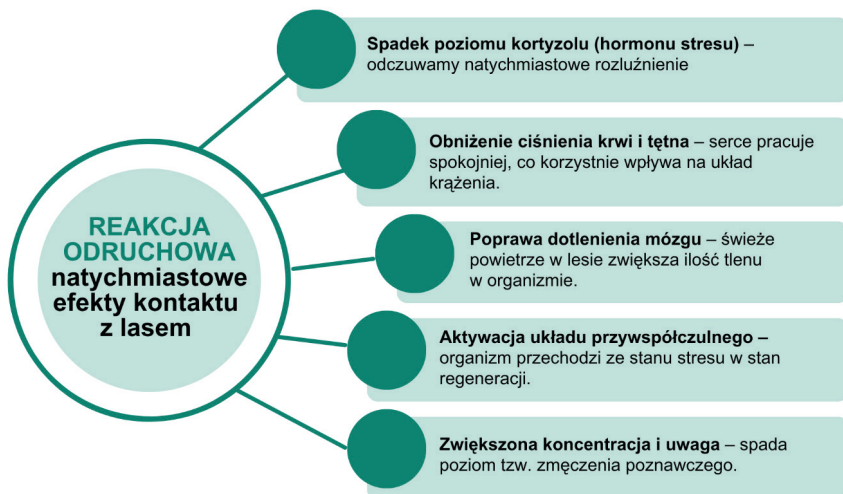 REAKCJA
ODRUCHOWA
natychmiastowe
efekty kontaktu
z lasem
Spadek poziomu kortyzolu (hormonu stresu) –
odczuwamy natychmiastowe rozluźnienie
Obniżenie ciśnienia krwi i tętna – serce pracuje
spokojniej, co korzystnie wpływa na układ
krążenia.
Poprawa dotlenienia mózgu – świeże
powietrze w lesie zwiększa ilość tlenu
w organizmie.
Aktywacja układu przywspółczulnego –
organizm przechodzi ze stanu stresu w stan
regeneracji.
Zwiększona koncentracja i uwaga – spada
poziom tzw. zmęczenia poznawczego.